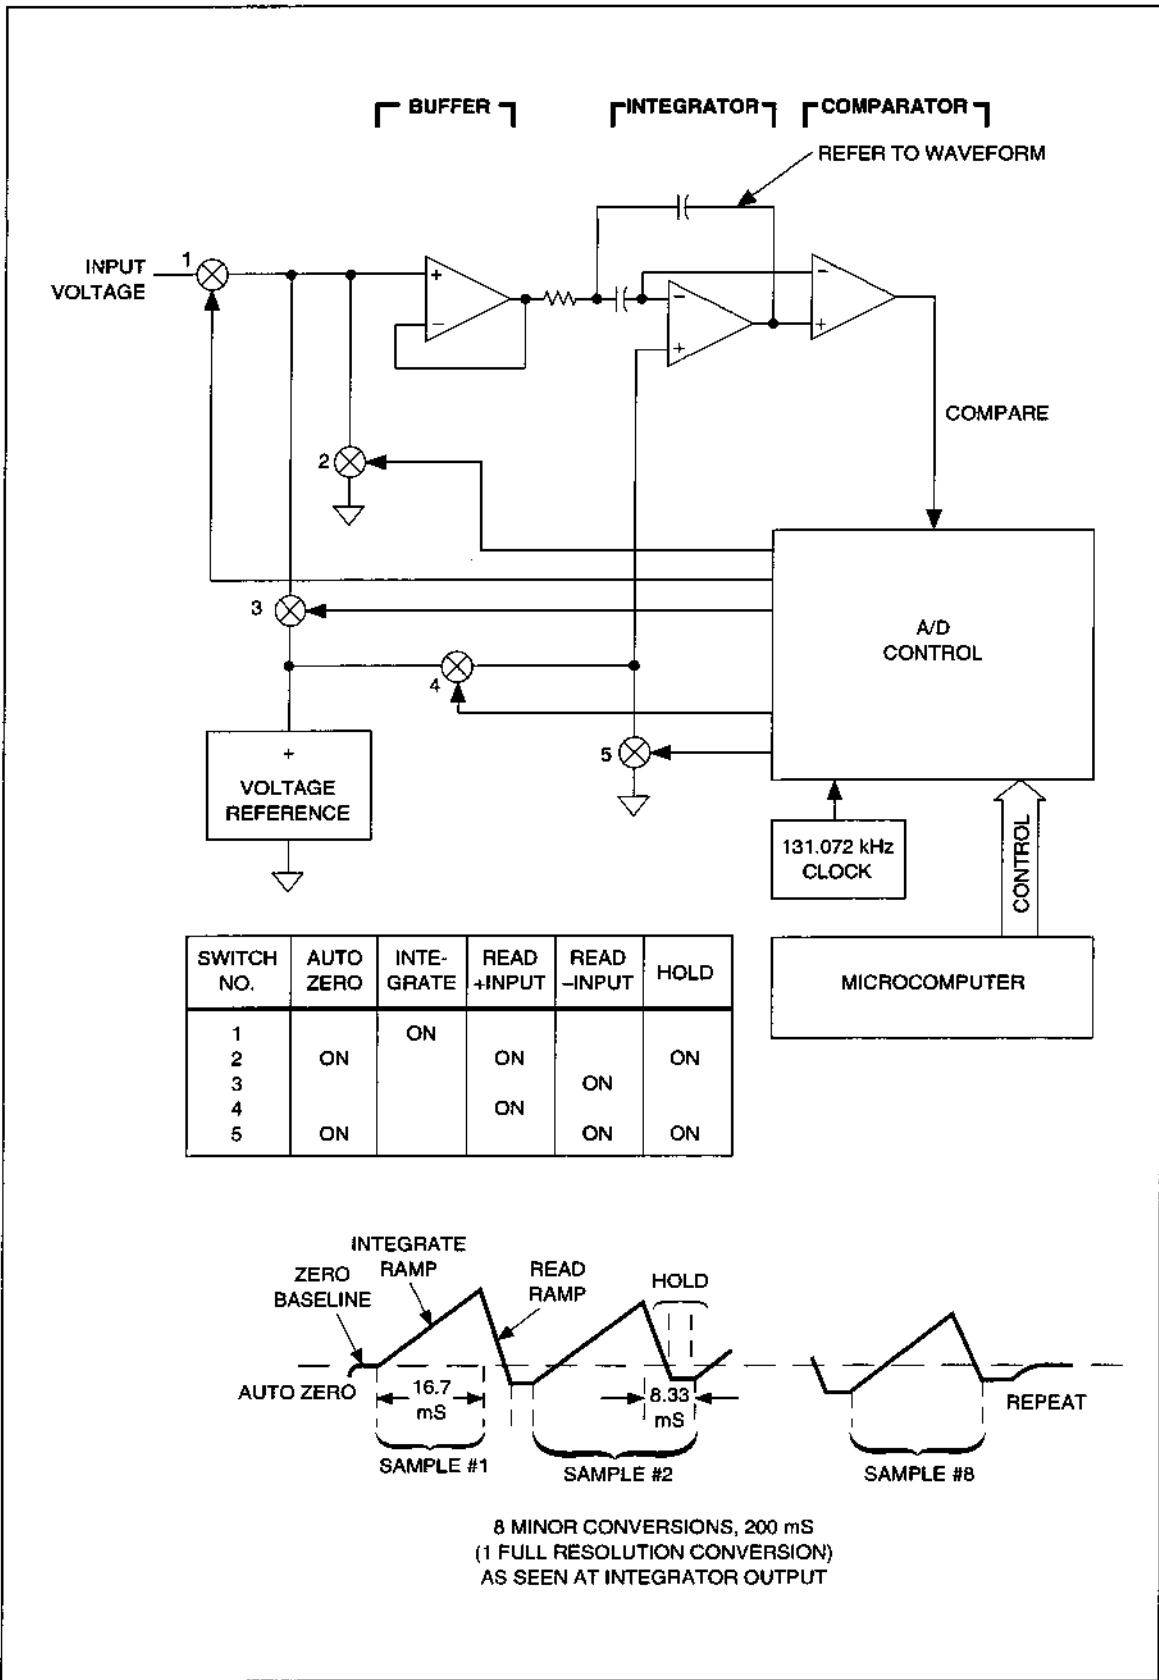 BUFFER
INTEGRATOR
COMPARATOR
REFER TO WAVEFORM
INPUT
VOLTAGE
1
+
−
−
+
−
+
COMPARE
2
3
A/D
CONTROL
4
5
+
VOLTAGE
REFERENCE
131.072 kHz
CLOCK
CONTROL
MICROCOMPUTER
SWITCH NO. AUTO ZERO INTE-GRATE READ +INPUT READ –INPUT HOLD
1 ON
2 ON ON ON
3 ON
4 ON
5 ON ON ON
INTEGRATE
RAMP
ZERO
BASELINE
READ
RAMP
HOLD
AUTO ZERO
16.7
mS
8.33
mS
REPEAT
SAMPLE #1
SAMPLE #2
SAMPLE #8
8 MINOR CONVERSIONS, 200 mS
(1 FULL RESOLUTION CONVERSION)
AS SEEN AT INTEGRATOR OUTPUT